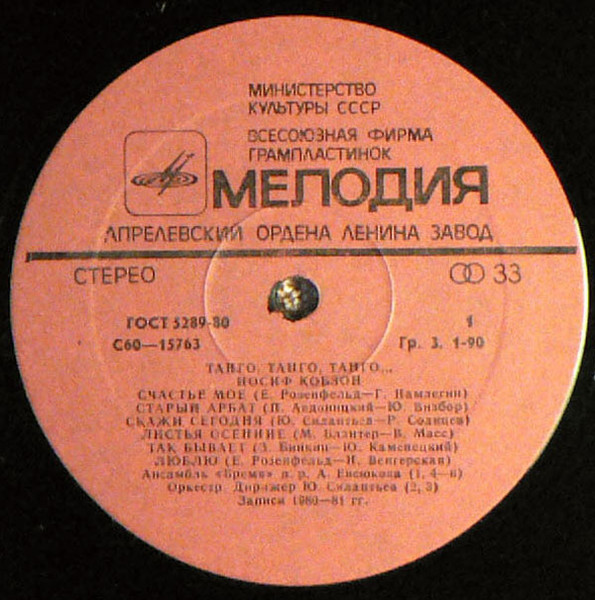 МИНИСТЕРСТВО
КУЛЬТУРЫ СССР
ВСЕСОЮЗНАЯ ФИРМА
ГРАМПЛАСТИНОК
МЕЛОДИЯ
АПРЕЛЕВСКИЙ ОРДЕНА ЛЕНИНА ЗАВОД
СТЕРЕО 33
ГОСТ 5289-80 1
С60—15763 Гр. 3. 1-90
ТАНГО, ТАНГО, ТАНГО...
ИОСИФ КОБЗОН
СЧАСТЬЕ МОЕ (Е. Розенфельд—Г. Намлегин)
СТАРЫЙ АРБАТ (Л. Авдоницкий—Ю. Визбор)
СКАЖИ СЕГОДНЯ (Ю. Силантьев—Р. Солнцев)
ЛИСТЬЯ ОСЕННИЕ (М. Блантер—В. Масс)
ТАК БЫВАЕТ (З. Бинкин—Ю. Каменецкий)
ЛЮБЛЮ (Е. Розенфельд—Н. Венгерская)
Ансамбль «Время» п. р. А. Евсюкова (1, 4—6)
Оркестр. Дирижер Ю. Силантьев (2, 3)
Записи 1980—81 гг.